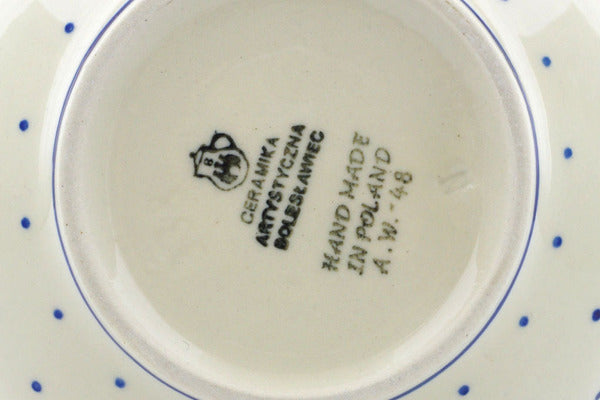 B
CERAMIKA
ARTYSTYCZNA
BOLESŁAWIEC
HAND MADE
IN POLAND
A.W.-48